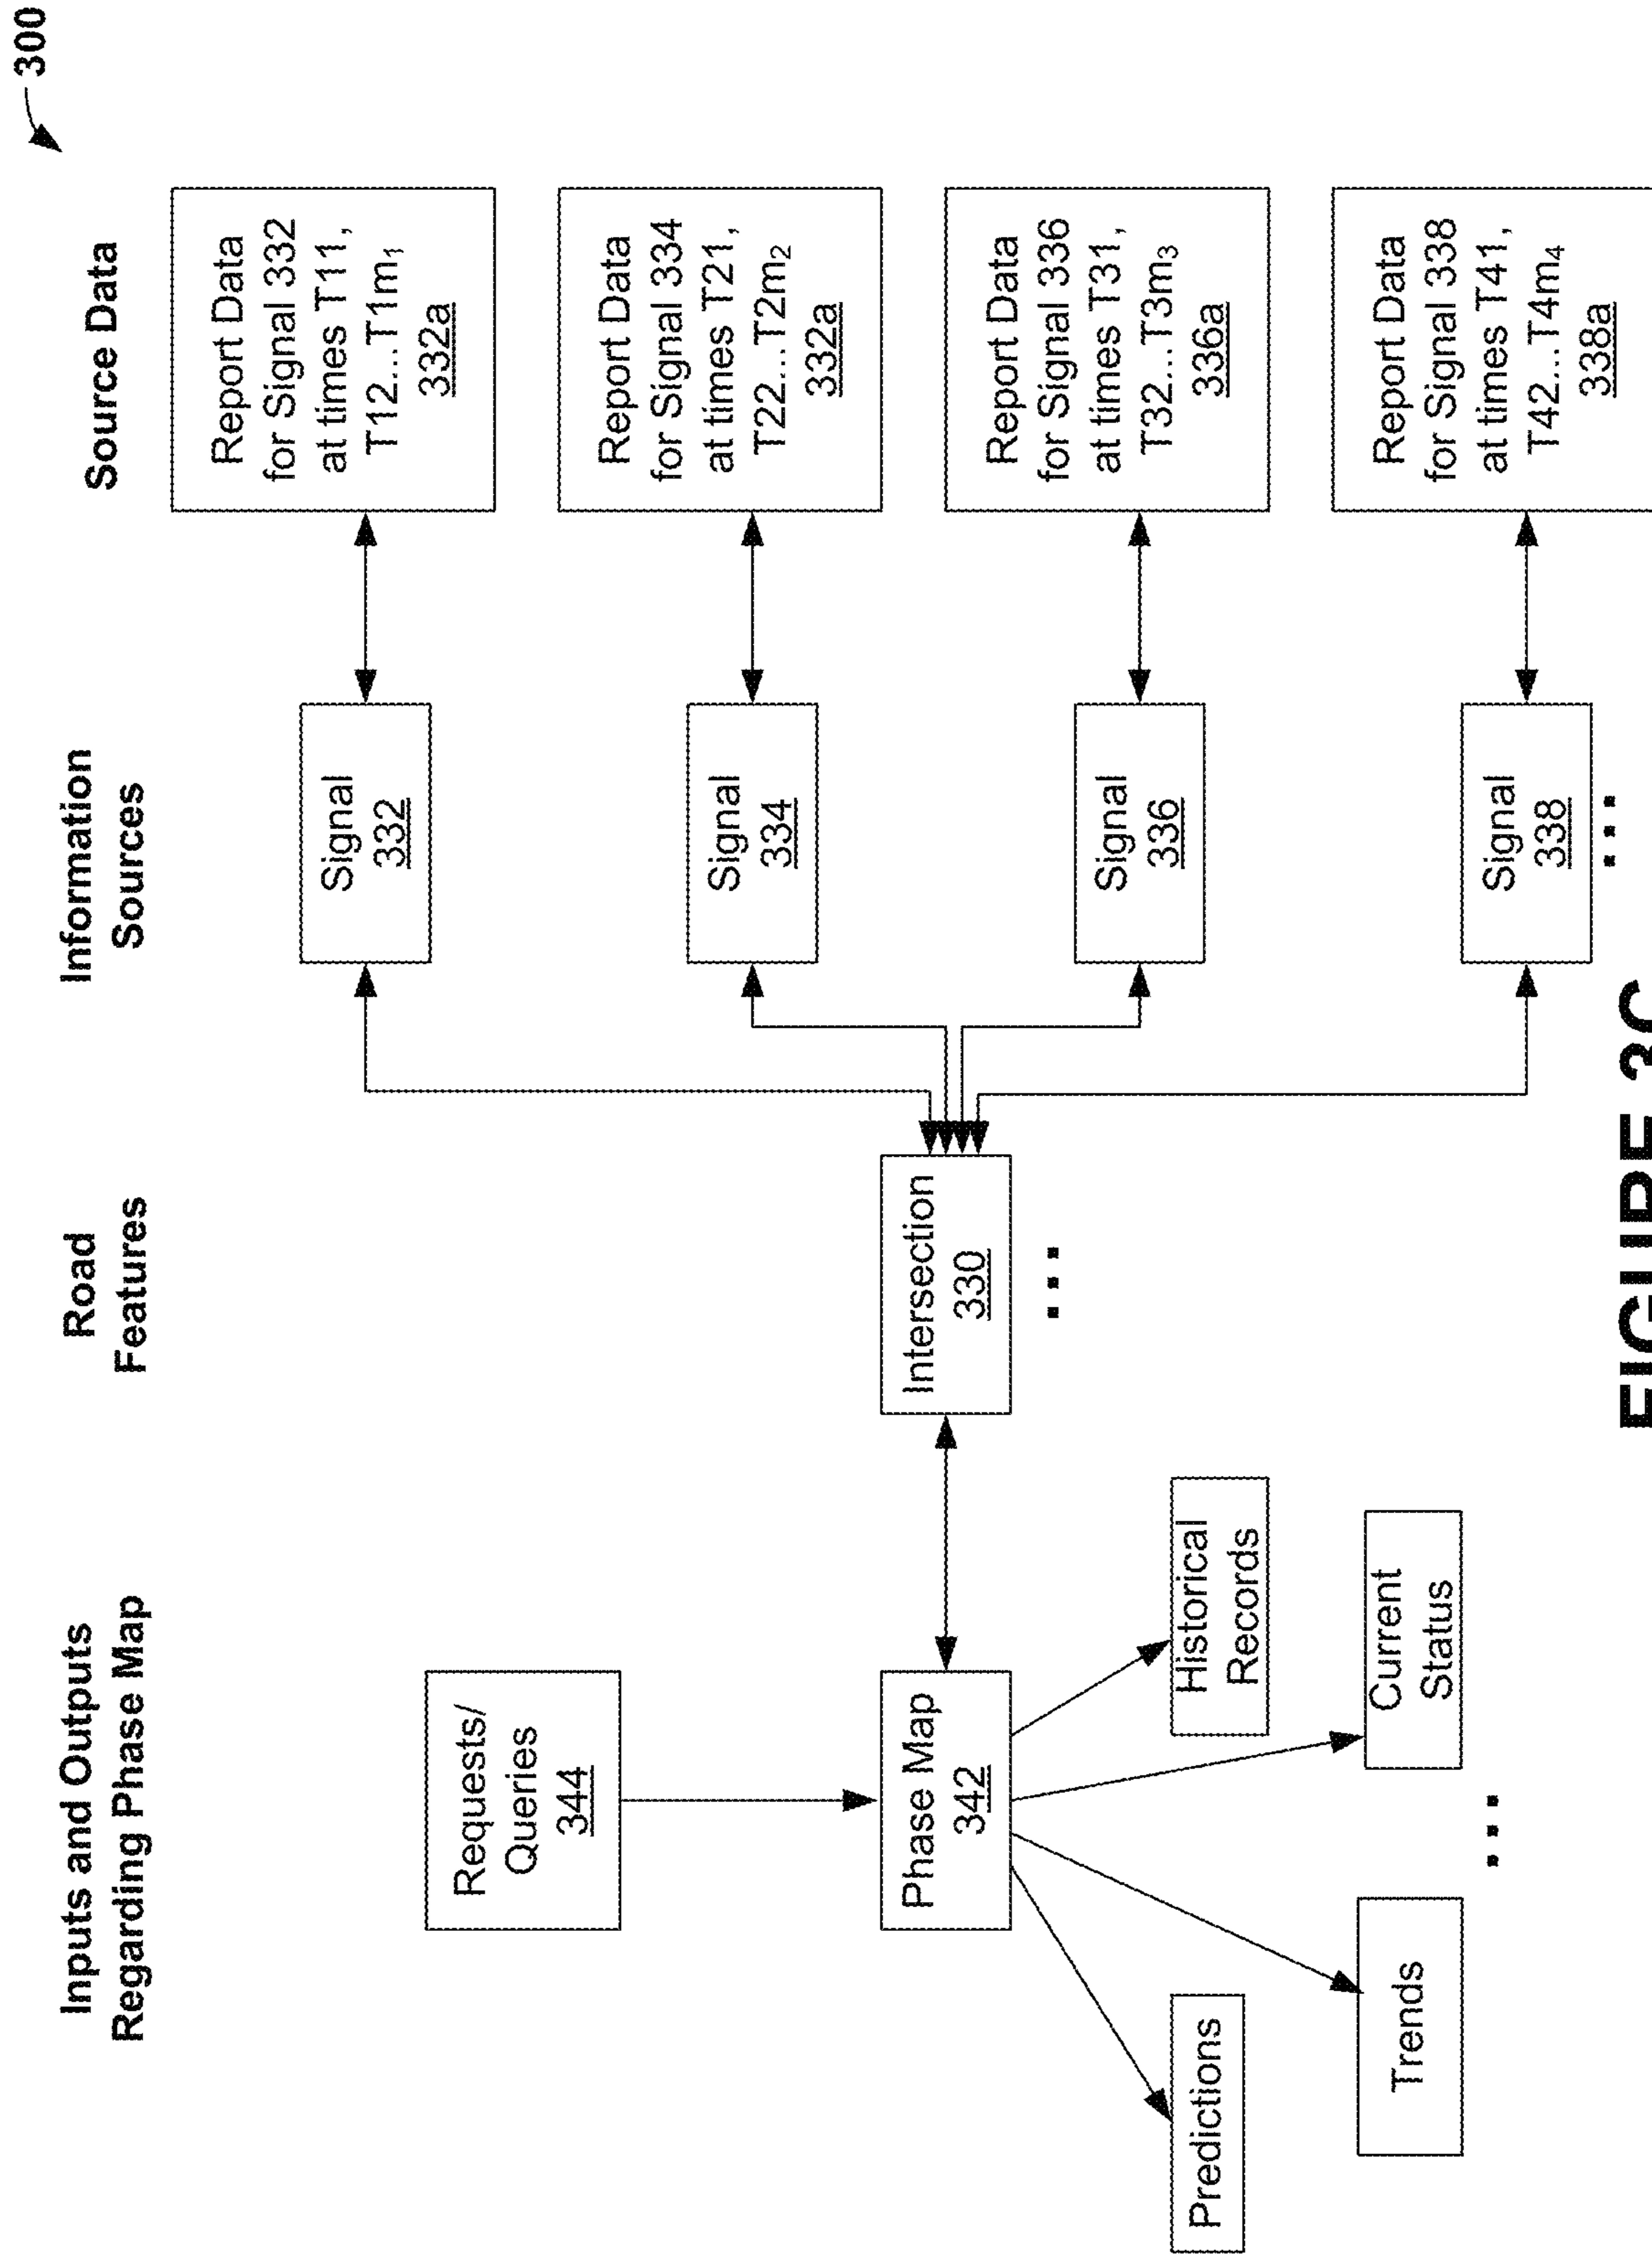 300
Inputs and Outputs
Regarding Phase Map
Road
Features
Information
Sources
Source Data
Requests/
Queries
344
Phase Map
342
Predictions
Trends
Current
Status
Historical
Records
Intersection
330
Signal
332
Signal
334
Signal
336
Signal
338
Report Data
for Signal 332
at times T11,
T12...T1m₁
332a
Report Data
for Signal 334
at times T21,
T22...T2m₂
332a
Report Data
for Signal 336
at times T31,
T32...T3m₃
336a
Report Data
for Signal 338
at times T41,
T42...T4m₄
338a
FIGURE 3C